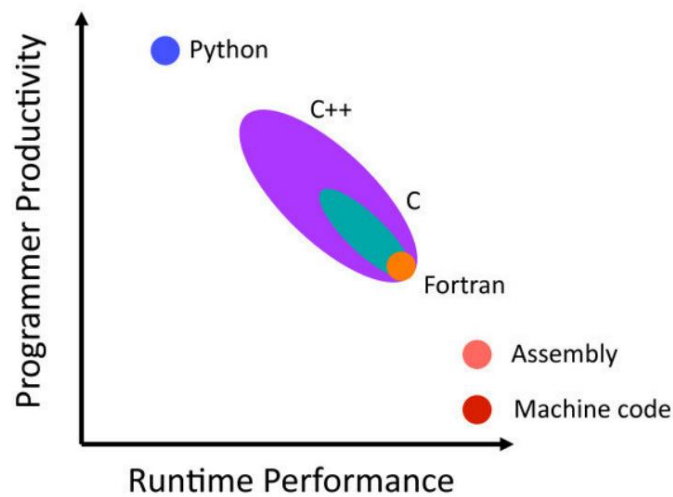 Python
C++
C
Fortran
Assembly
Machine code
Programmer Productivity
Runtime Performance